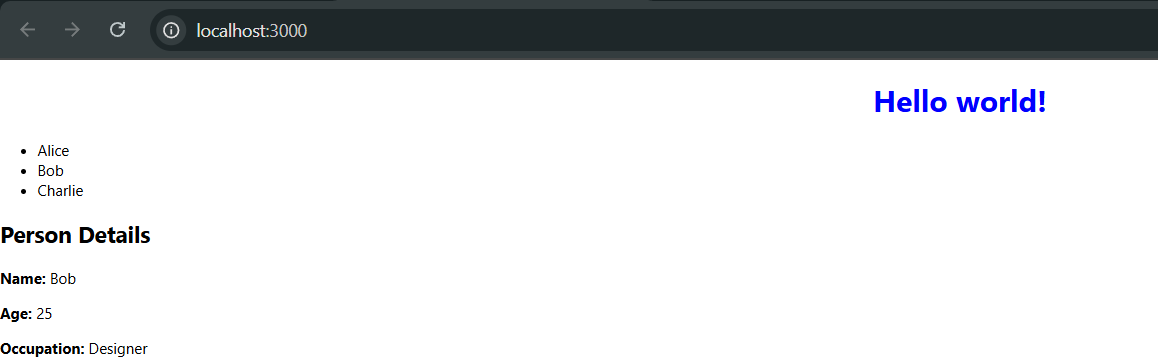 localhost:3000
Hello world!
Alice
Bob
Charlie
Person Details
Name: Bob
Age: 25
Occupation: Designer